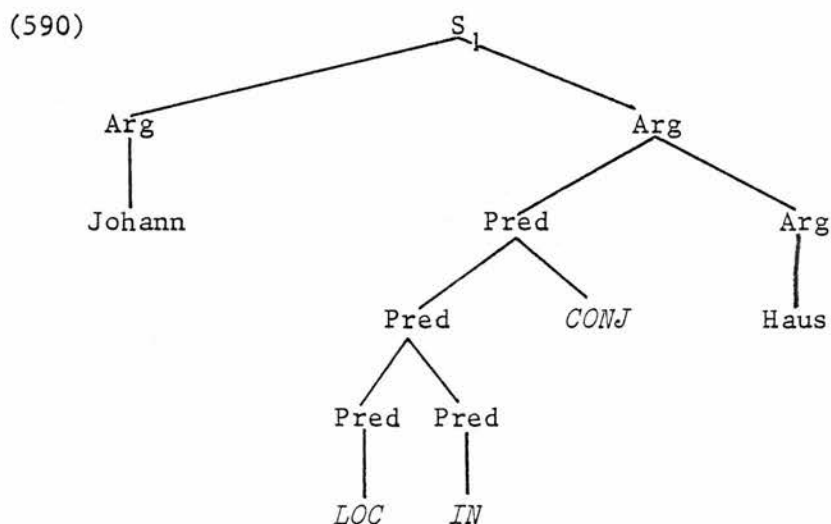 (590)
S1
Arg Arg
Johann Pred Arg
Pred CONJ Haus
Pred Pred
LOC IN